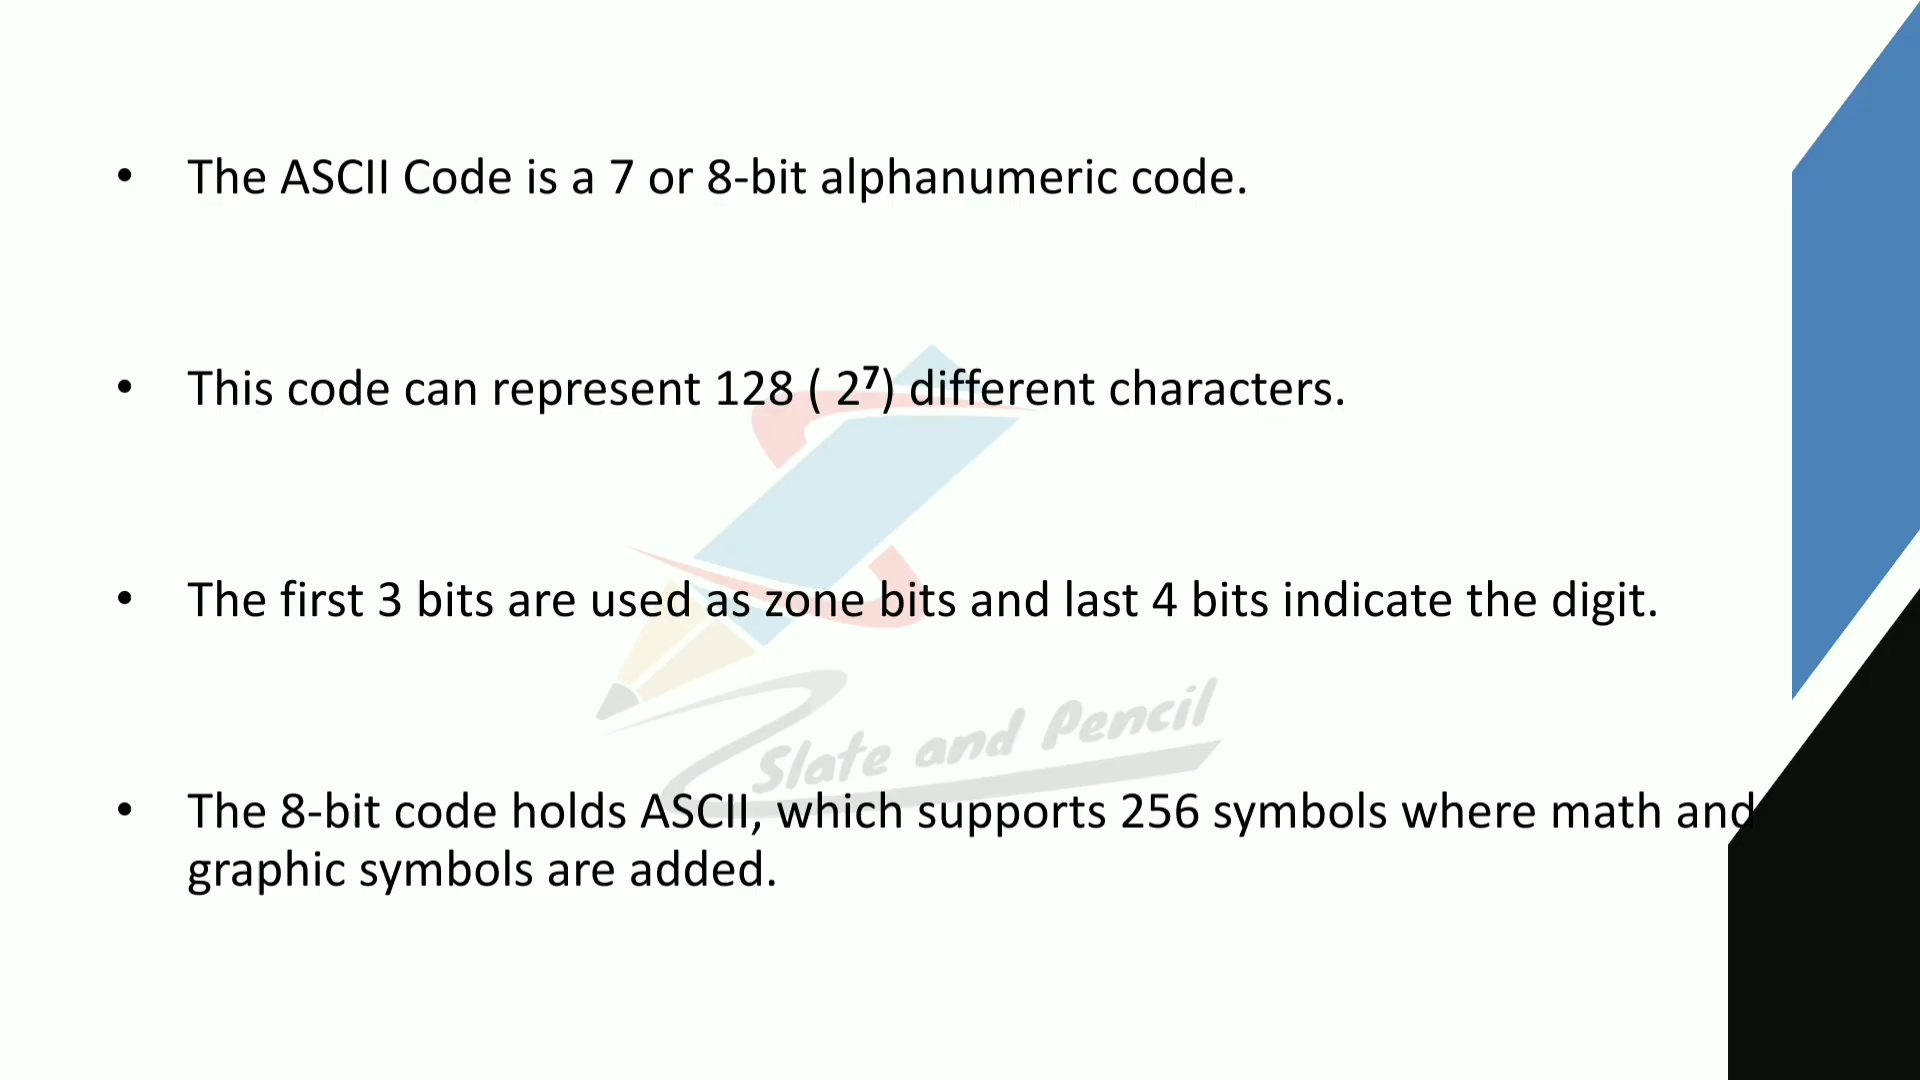 • The ASCII Code is a 7 or 8-bit alphanumeric code.
• This code can represent 128 ( 2⁷) different characters.
• The first 3 bits are used as zone bits and last 4 bits indicate the digit.
Slate and Pencil
• The 8-bit code holds ASCII, which supports 256 symbols where math and
graphic symbols are added.